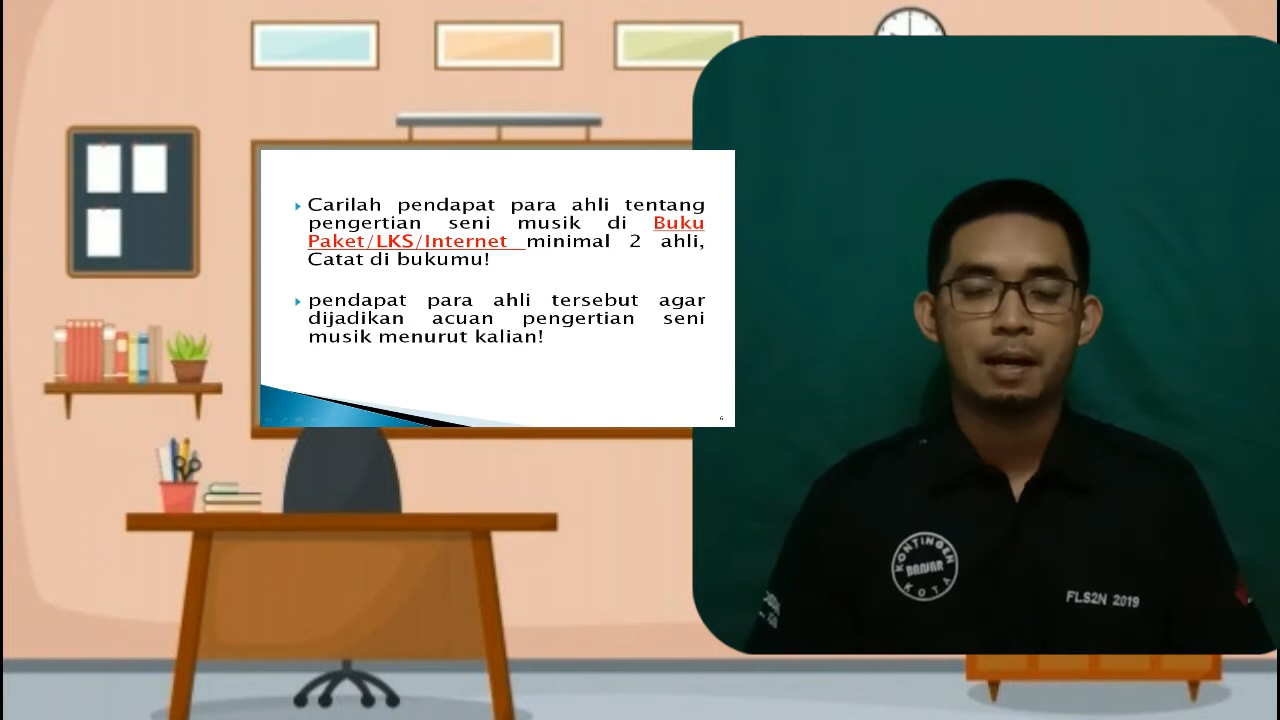 Carilah pendapat para ahli tentang
pengertian seni musik di Buku
Paket/LKS/Internet minimal 2 ahli,
Catat di bukumu!
pendapat para ahli tersebut agar
dijadikan acuan pengertian seni
musik menurut kalian!
6
KONTINGEN
BANJAR
KOTA
FLS2N 2019